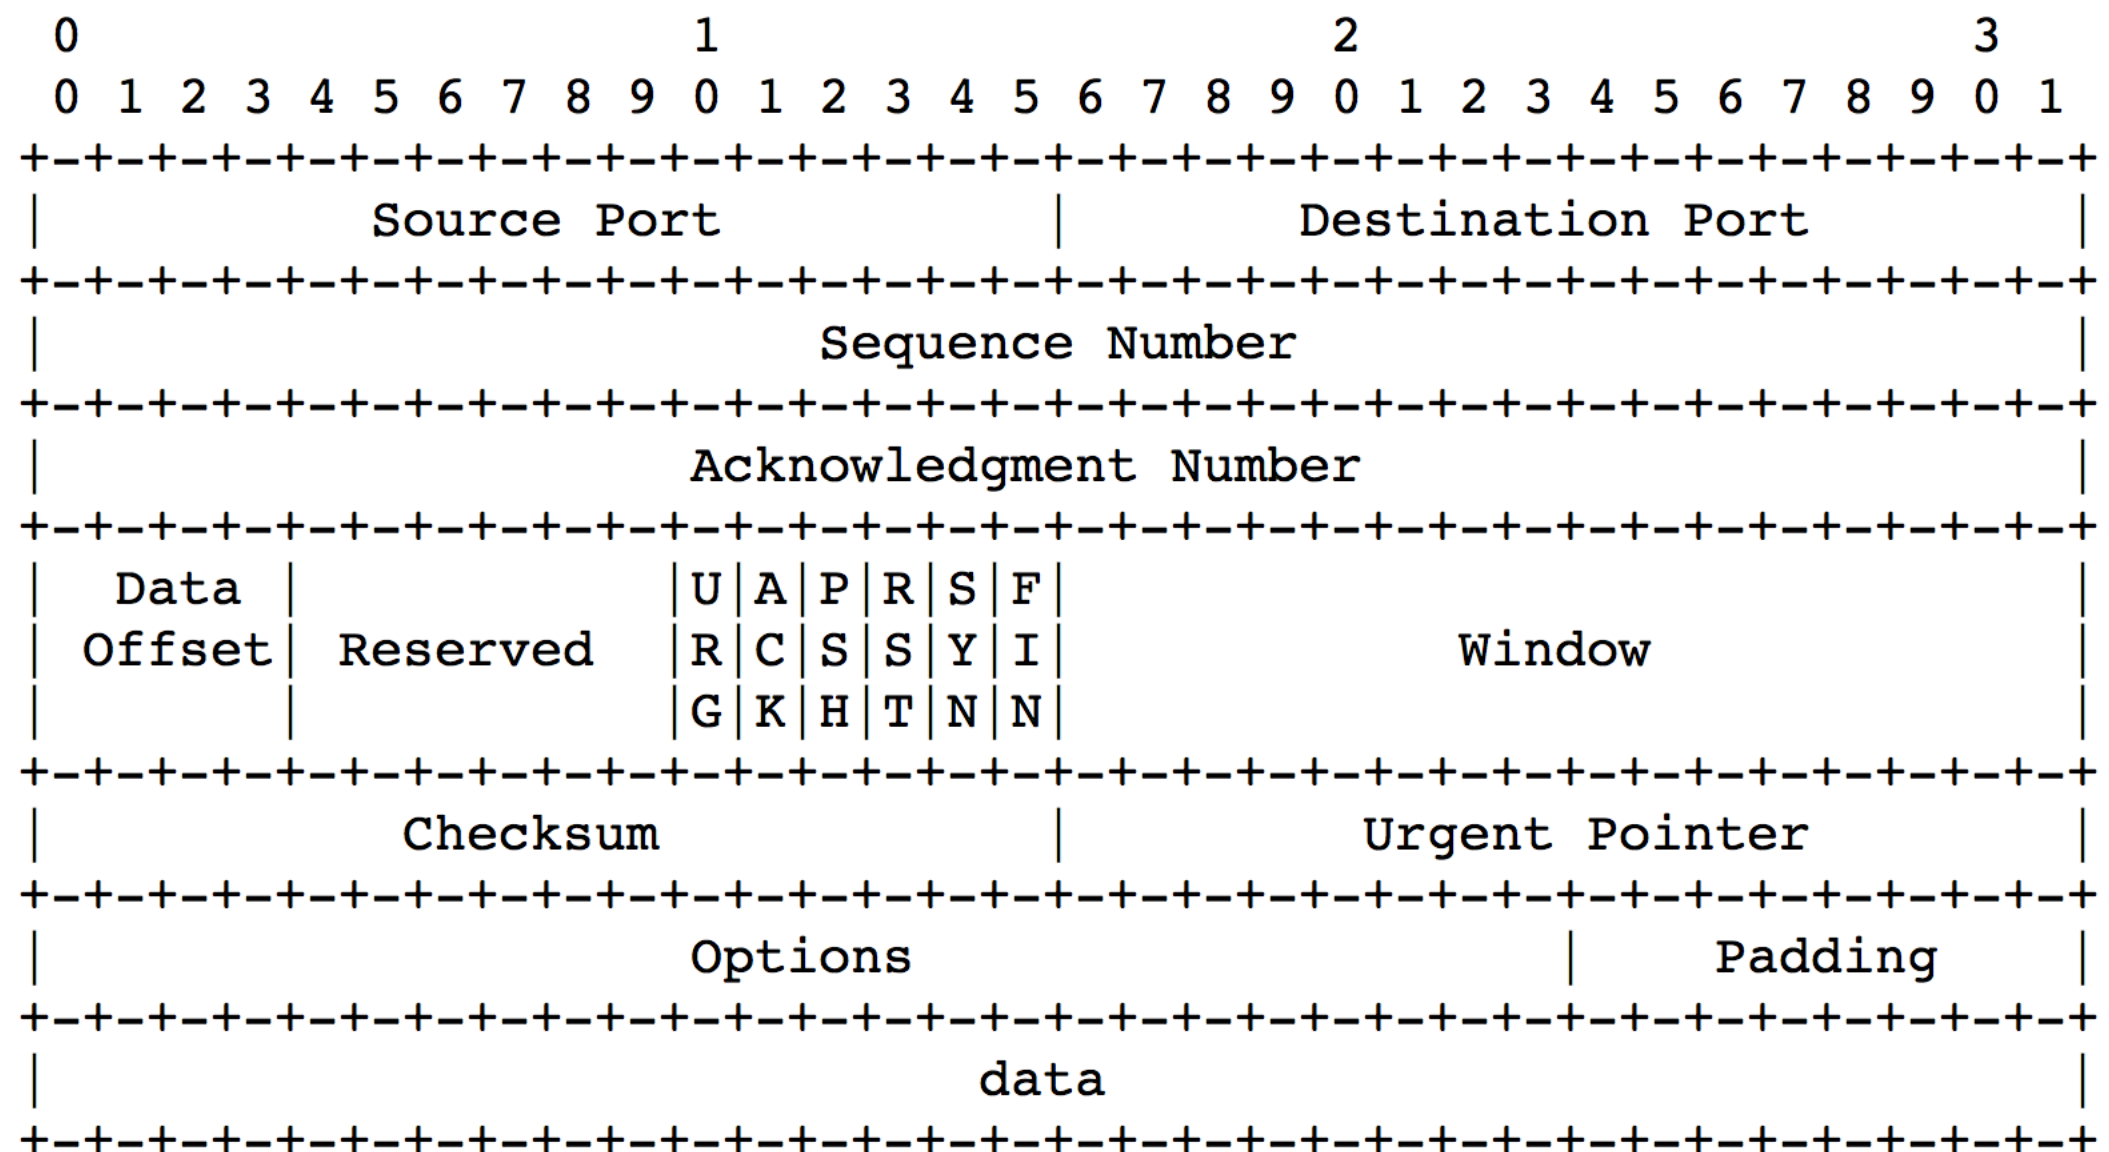 0                   1                   2                   3
 0 1 2 3 4 5 6 7 8 9 0 1 2 3 4 5 6 7 8 9 0 1 2 3 4 5 6 7 8 9 0 1
+-+-+-+-+-+-+-+-+-+-+-+-+-+-+-+-+-+-+-+-+-+-+-+-+-+-+-+-+-+-+-+-+
|          Source Port          |       Destination Port        |
+-+-+-+-+-+-+-+-+-+-+-+-+-+-+-+-+-+-+-+-+-+-+-+-+-+-+-+-+-+-+-+-+
|                        Sequence Number                        |
+-+-+-+-+-+-+-+-+-+-+-+-+-+-+-+-+-+-+-+-+-+-+-+-+-+-+-+-+-+-+-+-+
|                    Acknowledgment Number                      |
+-+-+-+-+-+-+-+-+-+-+-+-+-+-+-+-+-+-+-+-+-+-+-+-+-+-+-+-+-+-+-+-+
|  Data |           |U|A|P|R|S|F|                               |
| Offset| Reserved  |R|C|S|S|Y|I|            Window             |
|       |           |G|K|H|T|N|N|                               |
+-+-+-+-+-+-+-+-+-+-+-+-+-+-+-+-+-+-+-+-+-+-+-+-+-+-+-+-+-+-+-+-+
|           Checksum            |         Urgent Pointer        |
+-+-+-+-+-+-+-+-+-+-+-+-+-+-+-+-+-+-+-+-+-+-+-+-+-+-+-+-+-+-+-+-+
|                    Options                    |    Padding    |
+-+-+-+-+-+-+-+-+-+-+-+-+-+-+-+-+-+-+-+-+-+-+-+-+-+-+-+-+-+-+-+-+
|                             data                              |
+-+-+-+-+-+-+-+-+-+-+-+-+-+-+-+-+-+-+-+-+-+-+-+-+-+-+-+-+-+-+-+-+